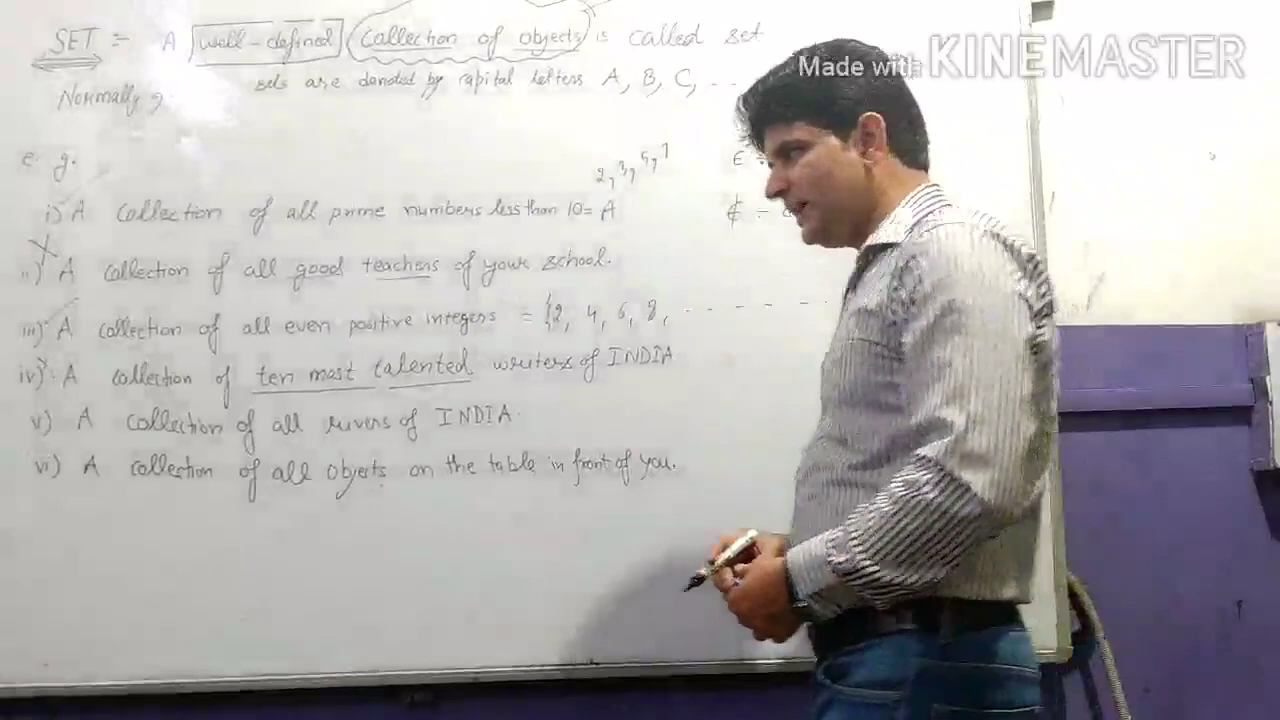 SET := A well-defined (collection of objects) is called set
Normally, sets are denoted by capital letters A, B, C, ...
e.g.
2, 3, 5, 7
∈ -
i) A collection of all prime numbers less than 10 = A
∉ -
ii) A collection of all good teachers of your school.
iii) A collection of all even positive integers = {2, 4, 6, 8, - - - - - -
iv) A collection of ten most talented writers of INDIA
v) A collection of all rivers of INDIA.
vi) A collection of all objects on the table in front of you.
Made with KINEMASTER